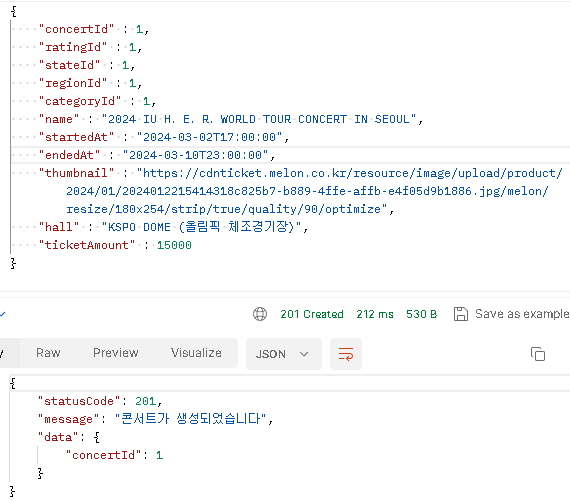 {
"concertId" : 1,
"ratingId" : 1,
"stateId" : 1,
"regionId" : 1,
"categoryId" : 1,
"name" : "2024 IU H. E. R. WORLD TOUR CONCERT IN SEOUL",
"startedAt" : "2024-03-02T17:00:00",
"endedAt" : "2024-03-10T23:00:00",
"thumbnail" : "https://cdnticket.melon.co.kr/resource/image/upload/product/
2024/01/2024012215414318c825b7-b889-4ffe-affb-e4f05d9b1886.jpg/melon/
resize/180x254/strip/true/quality/90/optimize",
"hall" : "KSPO DOME (올림픽 체조경기장)",
"ticketAmount" : 15000
}
201 Created 212 ms 530 B Save as example
y Raw Preview Visualize JSON
{
"statusCode": 201,
"message": "콘서트가 생성되었습니다",
"data": {
"concertId": 1
}
}